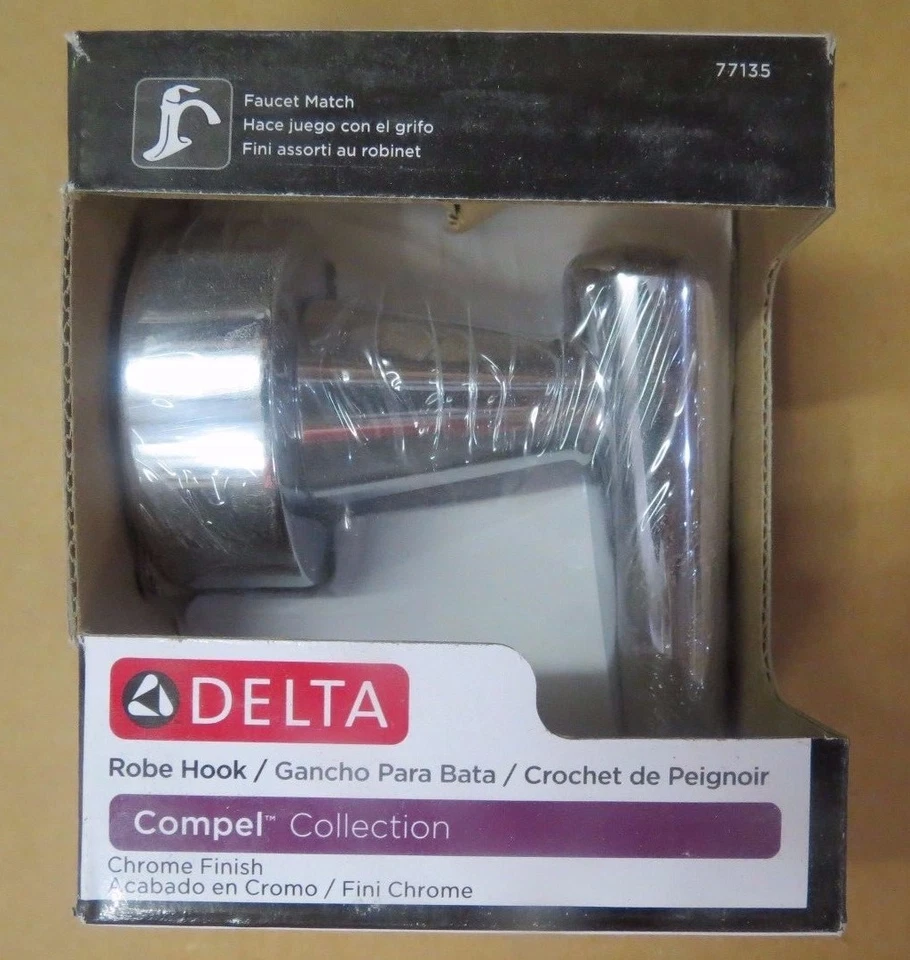 77135
Faucet Match
Hace juego con el grifo
Fini assorti au robinet
DELTA
Robe Hook / Gancho Para Bata / Crochet de Peignoir
Compel™ Collection
Chrome Finish
Acabado en Cromo / Fini Chrome